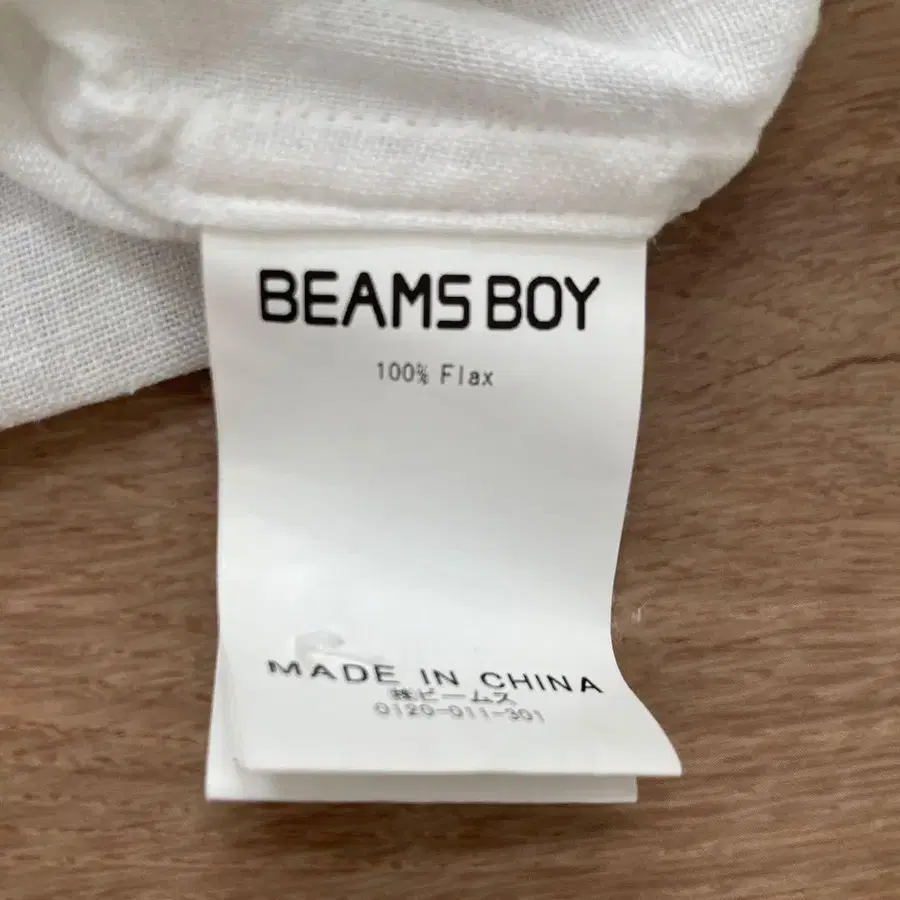 BEAMS BOY
100% Flax
MADE IN CHINA
㈱ビームス
0120-011-301